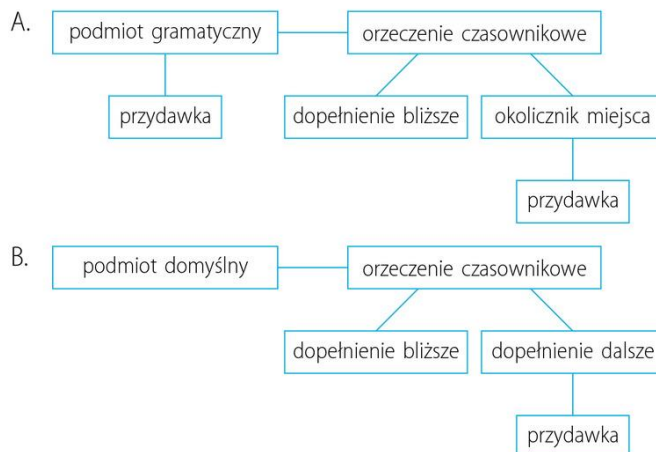 A.
podmiot gramatyczny orzeczenie czasownikowe
przydawka dopełnienie bliższe okolicznik miejsca
przydawka
B.
podmiot domyślny orzeczenie czasownikowe
dopełnienie bliższe dopełnienie dalsze
przydawka